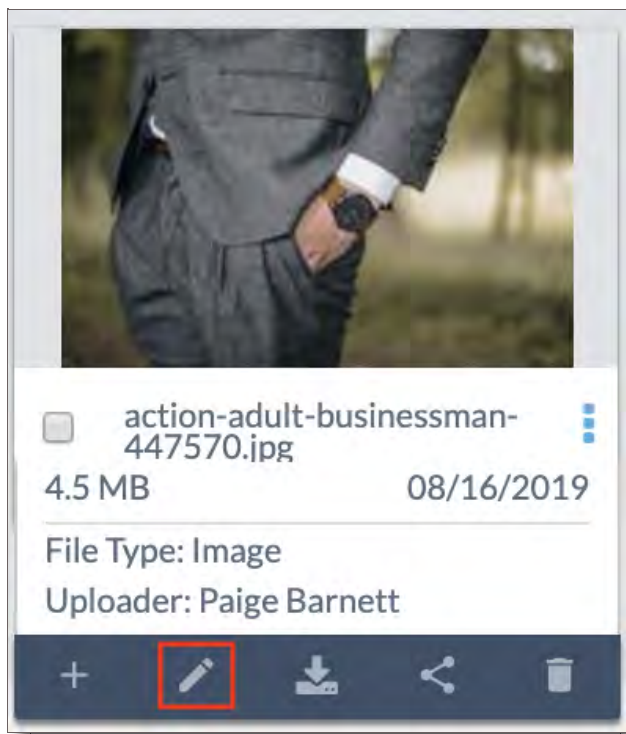 action-adult-businessman-
447570.jpg
4.5 MB
08/16/2019
File Type: Image
Uploader: Paige Barnett